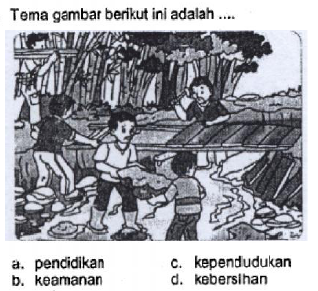 Tema gambar berikut ini adalah ....
a. pendidikan
c. kependudukan
b. keamanan
d. kebersihan